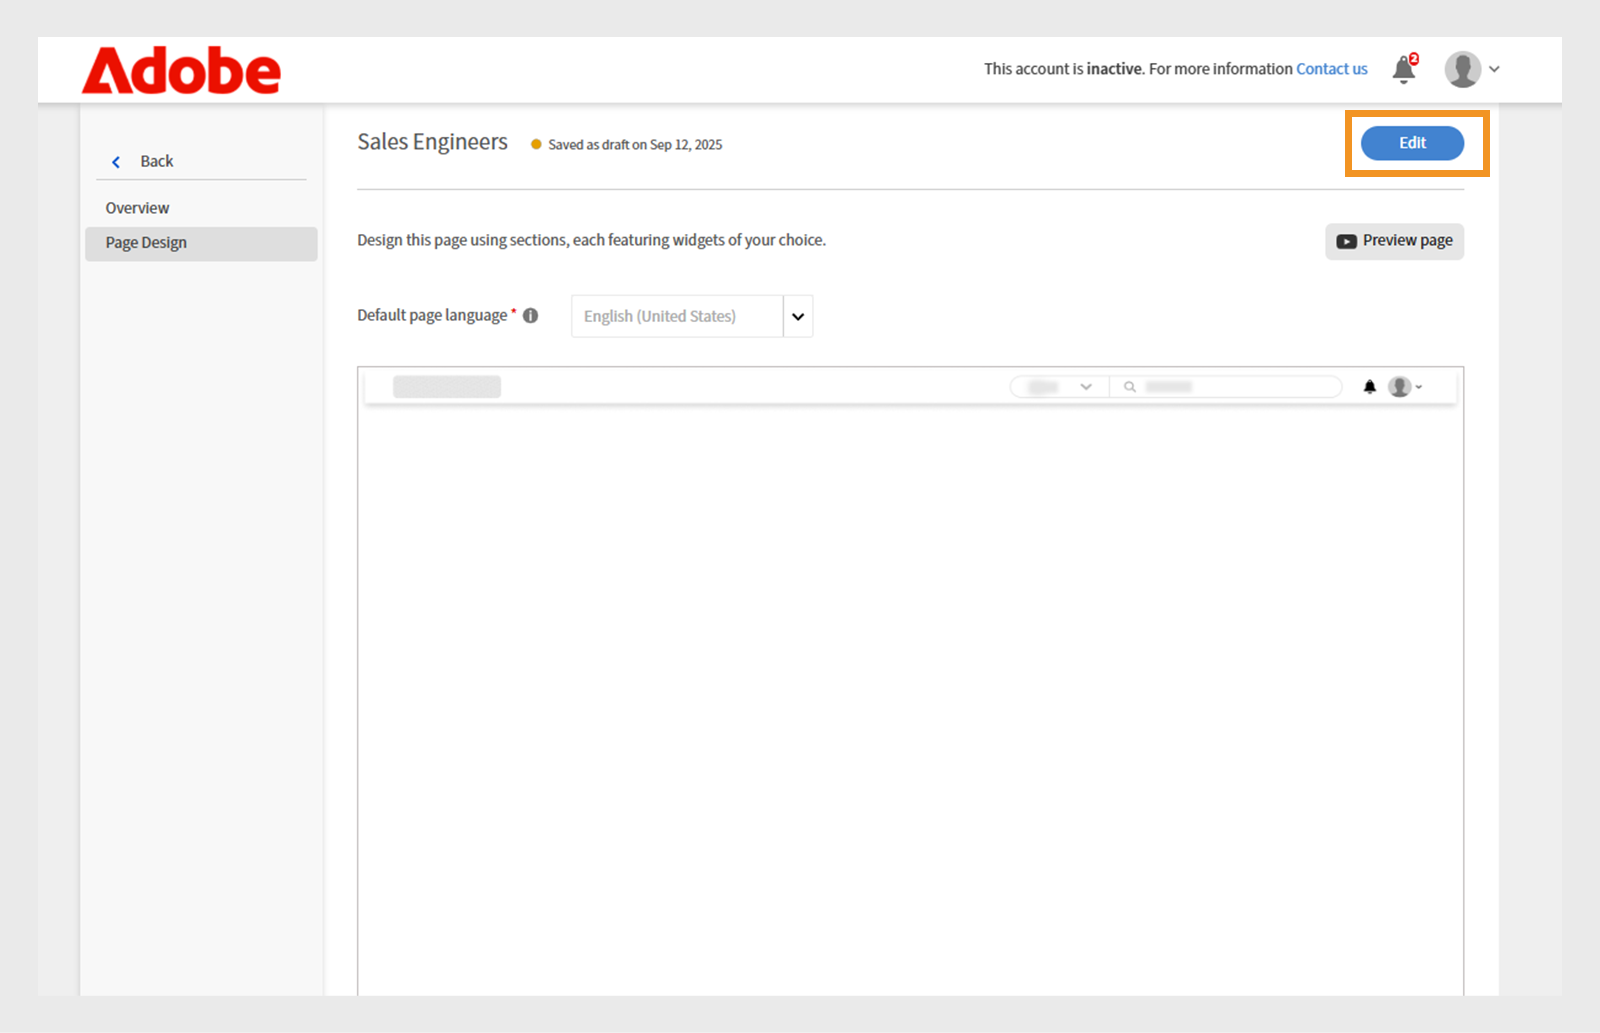 Adobe
This account is inactive. For more information Contact us
2
Back
Overview
Page Design
Sales Engineers
Saved as draft on Sep 12, 2025
Edit
Design this page using sections, each featuring widgets of your choice.
Preview page
Default page language *
English (United States)